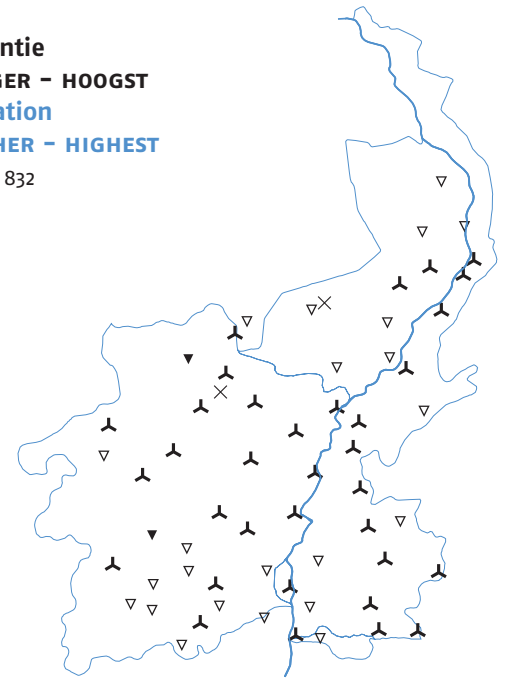 ntie
GER – HOOGST
ation
HER – HIGHEST
832